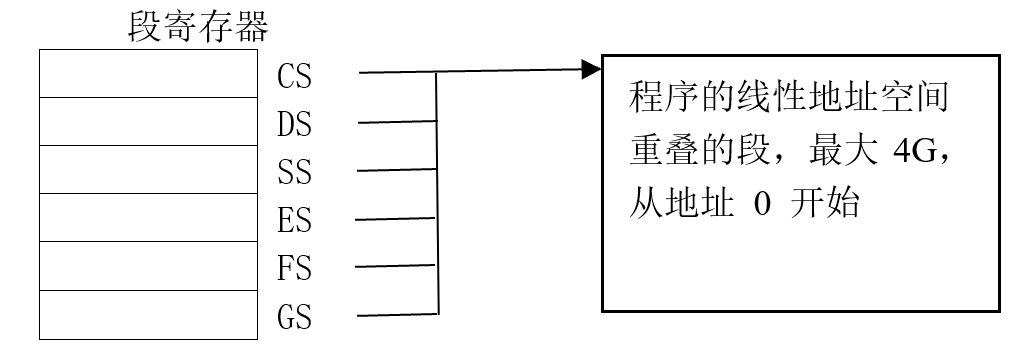 段寄存器
CS
DS
SS
ES
FS
GS
程序的线性地址空间
重叠的段，最大 4G，
从地址 0 开始